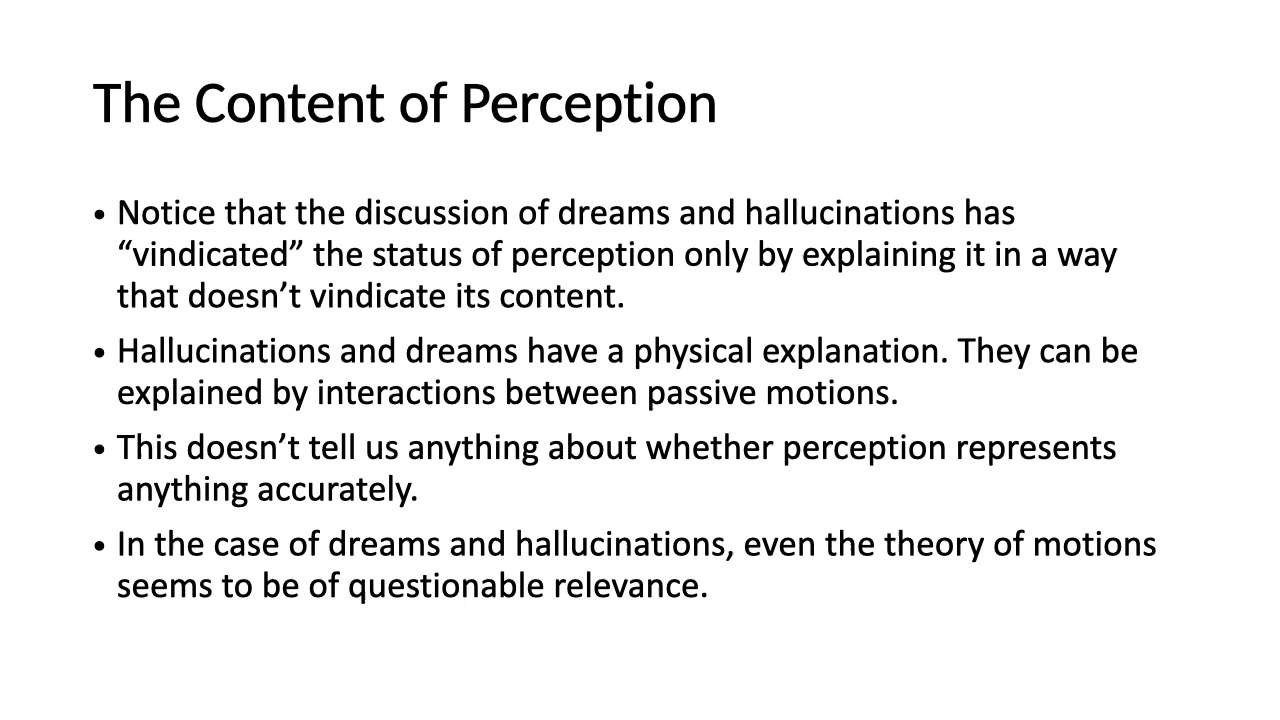 The Content of Perception
• Notice that the discussion of dreams and hallucinations has
“vindicated” the status of perception only by explaining it in a way
that doesn’t vindicate its content.
• Hallucinations and dreams have a physical explanation. They can be
explained by interactions between passive motions.
• This doesn’t tell us anything about whether perception represents
anything accurately.
• In the case of dreams and hallucinations, even the theory of motions
seems to be of questionable relevance.